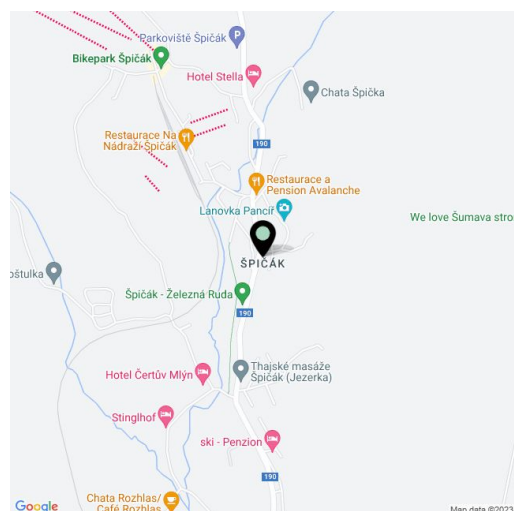 Parkoviště Špičák
P
Bikepark Špičák
Hotel Stella
Chata Špička
190
Restaurace Na
Nádraží Špičák
Restaurace a
Pension Avalanche
Lanovka Pancíř
We love Šumava stro
ŠPIČÁK
oštulka
Špičák - Železná Ruda
190
Hotel Čertův Mlýn
Thajské masáže
Špičák (Jezerka)
Stinglhof
ski - Penzion
190
Chata Rozhlas/
Café Rozhlas
Google
Map data ©2023